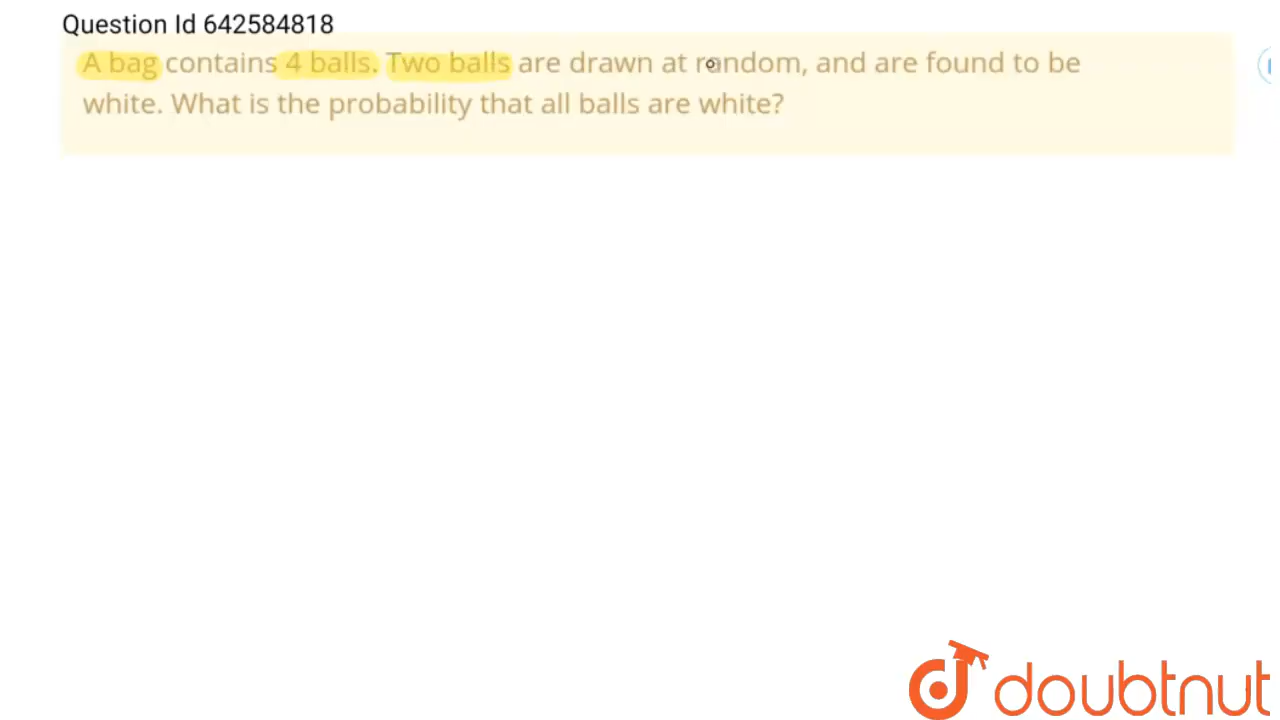 Question Id 642584818
A bag contains 4 balls. Two balls are drawn at random, and are found to be
white. What is the probability that all balls are white?
doubtnut